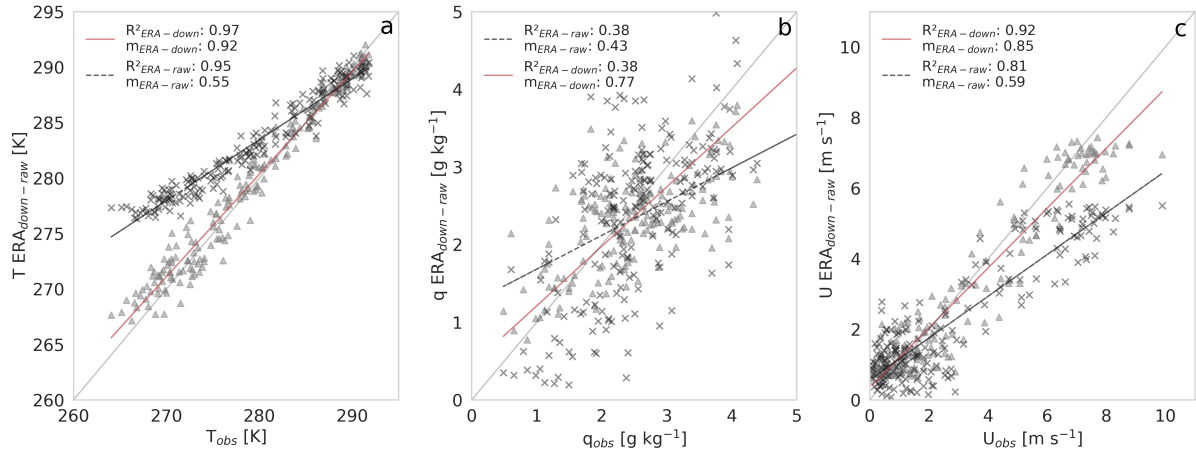 R²ERA−down: 0.97
mERA−down: 0.92
R²ERA−raw: 0.95
mERA−raw: 0.55
a
295
290
285
280
275
270
265
260
T ERAdown−raw [K]
260 270 280 290
Tobs [K]
R²ERA−raw: 0.38
mERA−raw: 0.43
R²ERA−down: 0.38
mERA−down: 0.77
b
5
4
3
2
1
0
q ERAdown−raw [g kg⁻¹]
0 1 2 3 4 5
qobs [g kg⁻¹]
R²ERA−down: 0.92
mERA−down: 0.85
R²ERA−raw: 0.81
mERA−raw: 0.59
c
10
8
6
4
2
0
U ERAdown−raw [m s⁻¹]
0 2 4 6 8 10
Uobs [m s⁻¹]